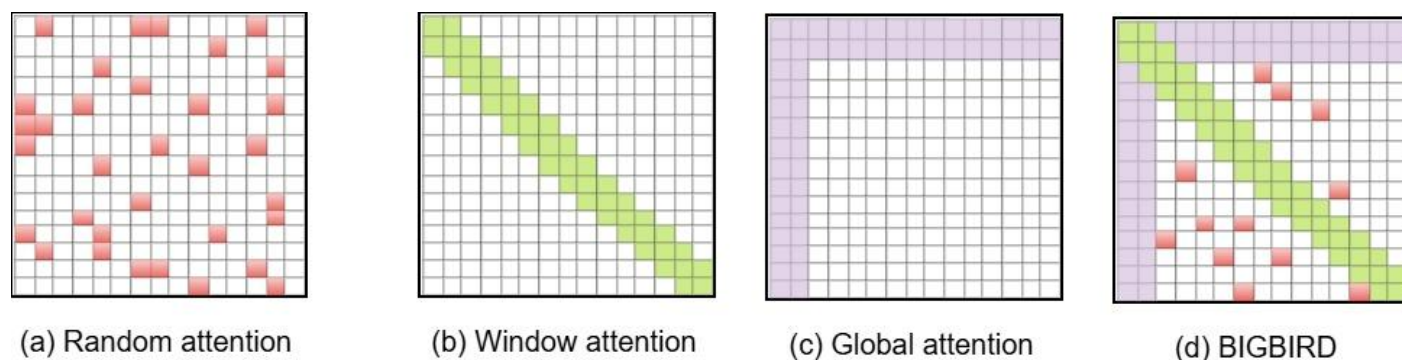 (a) Random attention
(b) Window attention
(c) Global attention
(d) BIGBIRD